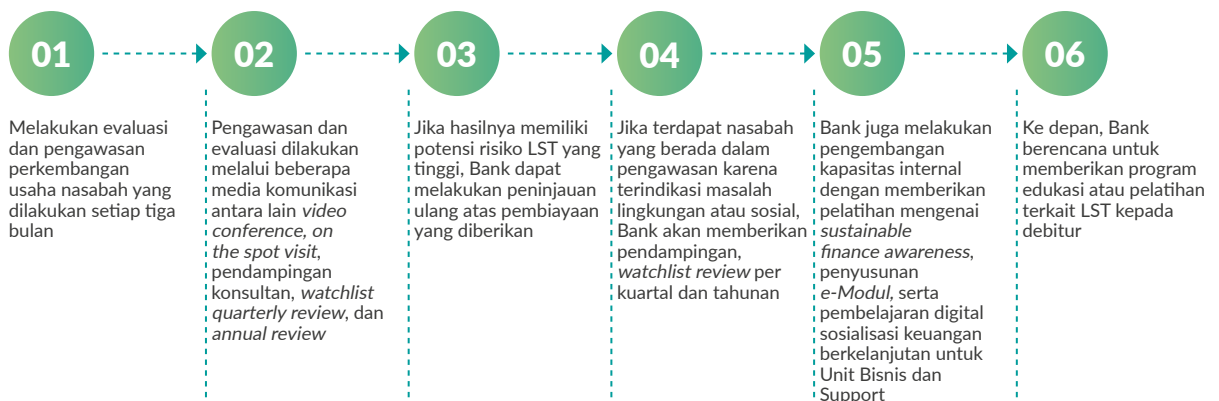 01
Melakukan evaluasi
dan pengawasan
perkembangan
usaha nasabah yang
dilakukan setiap tiga
bulan
02
Pengawasan dan
evaluasi dilakukan
melalui beberapa
media komunikasi
antara lain video
conference, on
the spot visit,
pendampingan
konsultan, watchlist
quarterly review, dan
annual review
03
Jika hasilnya memiliki
potensi risiko LST yang
tinggi, Bank dapat
melakukan peninjauan
ulang atas pembiayaan
yang diberikan
04
Jika terdapat nasabah
yang berada dalam
pengawasan karena
terindikasi masalah
lingkungan atau sosial,
Bank akan memberikan
pendampingan,
watchlist review per
kuartal dan tahunan
05
Bank juga melakukan
pengembangan
kapasitas internal
dengan memberikan
pelatihan mengenai
sustainable
finance awareness,
penyusunan
e-Modul, serta
pembelajaran digital
sosialisasi keuangan
berkelanjutan untuk
Unit Bisnis dan
Support
06
Ke depan, Bank
berencana untuk
memberikan program
edukasi atau pelatihan
terkait LST kepada
debitur